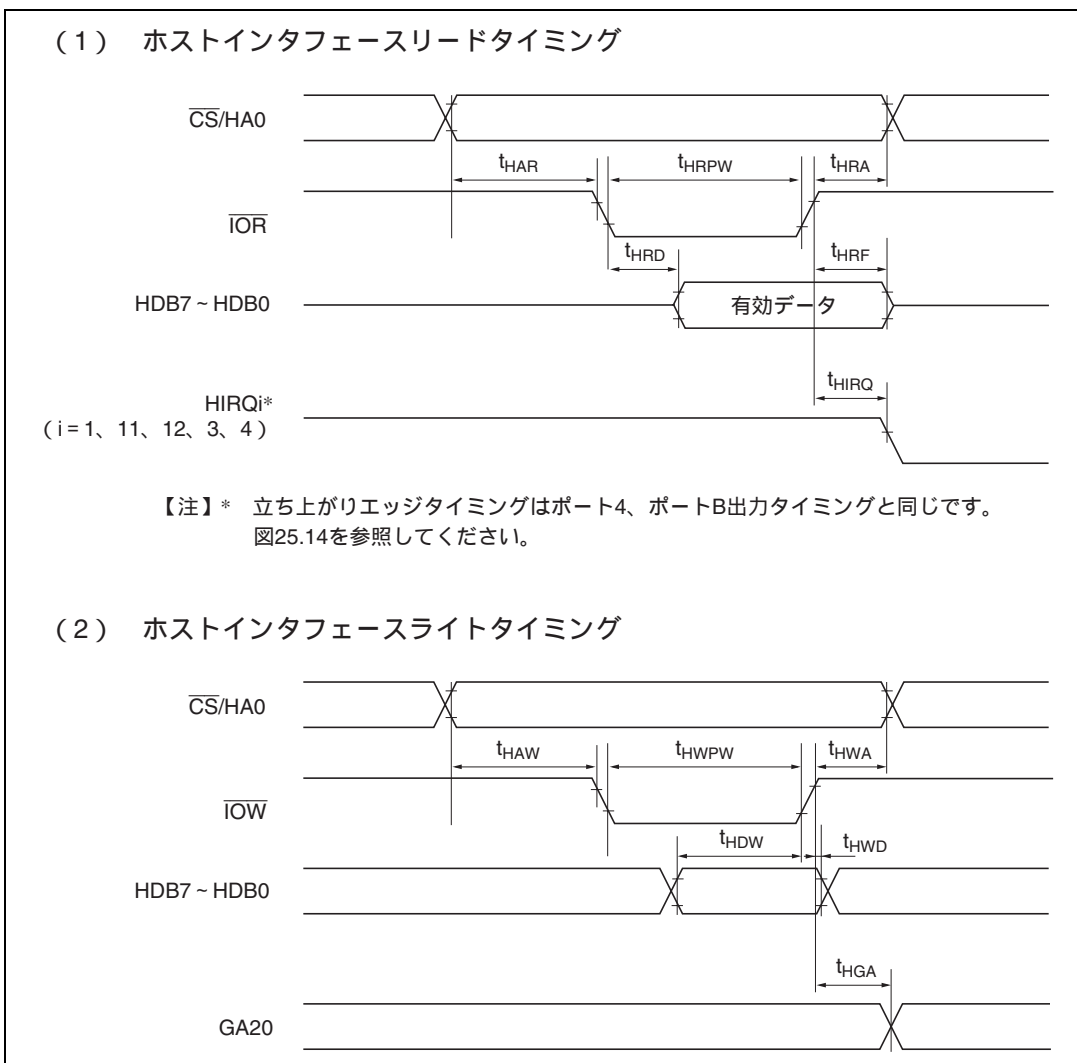 (1) ホストインタフェースリードタイミング
CS/HA0
tHAR tHRPW tHRA
IOR
tHRD tHRF
HDB7~HDB0 有効データ
tHIRQ
HIRQi*
(i=1、11、12、3、4)
【注】* 立ち上がりエッジタイミングはポート4、ポートB出力タイミングと同じです。
図25.14を参照してください。
(2) ホストインタフェースライトタイミング
CS/HA0
tHAW tHWPW tHWA
IOW
tHDW tHWD
HDB7~HDB0
tHGA
GA20